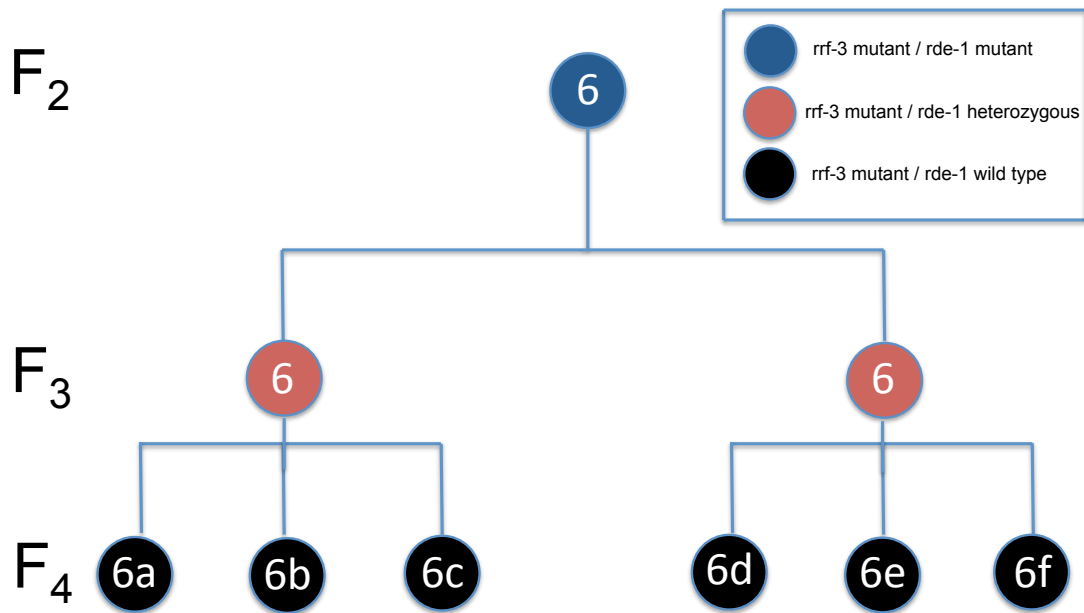 F2
6
rrf-3 mutant / rde-1 mutant
rrf-3 mutant / rde-1 heterozygous
rrf-3 mutant / rde-1 wild type
F3
6
6
F4
6a
6b
6c
6d
6e
6f